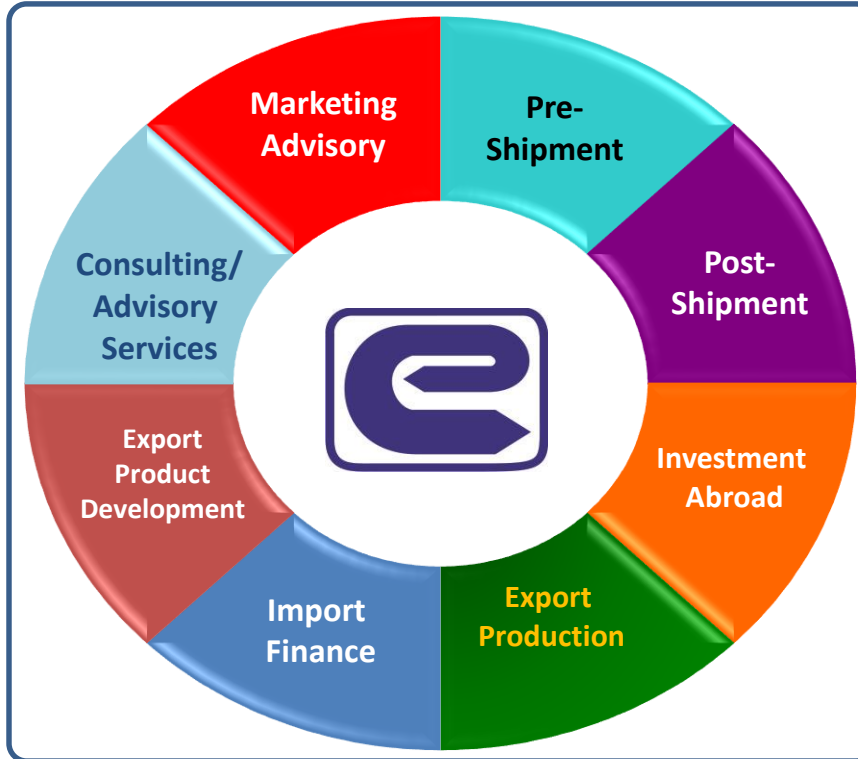 Marketing
Advisory
Pre-
Shipment
Post-
Shipment
Investment
Abroad
Export
Production
Import
Finance
Export
Product
Development
Consulting/
Advisory
Services